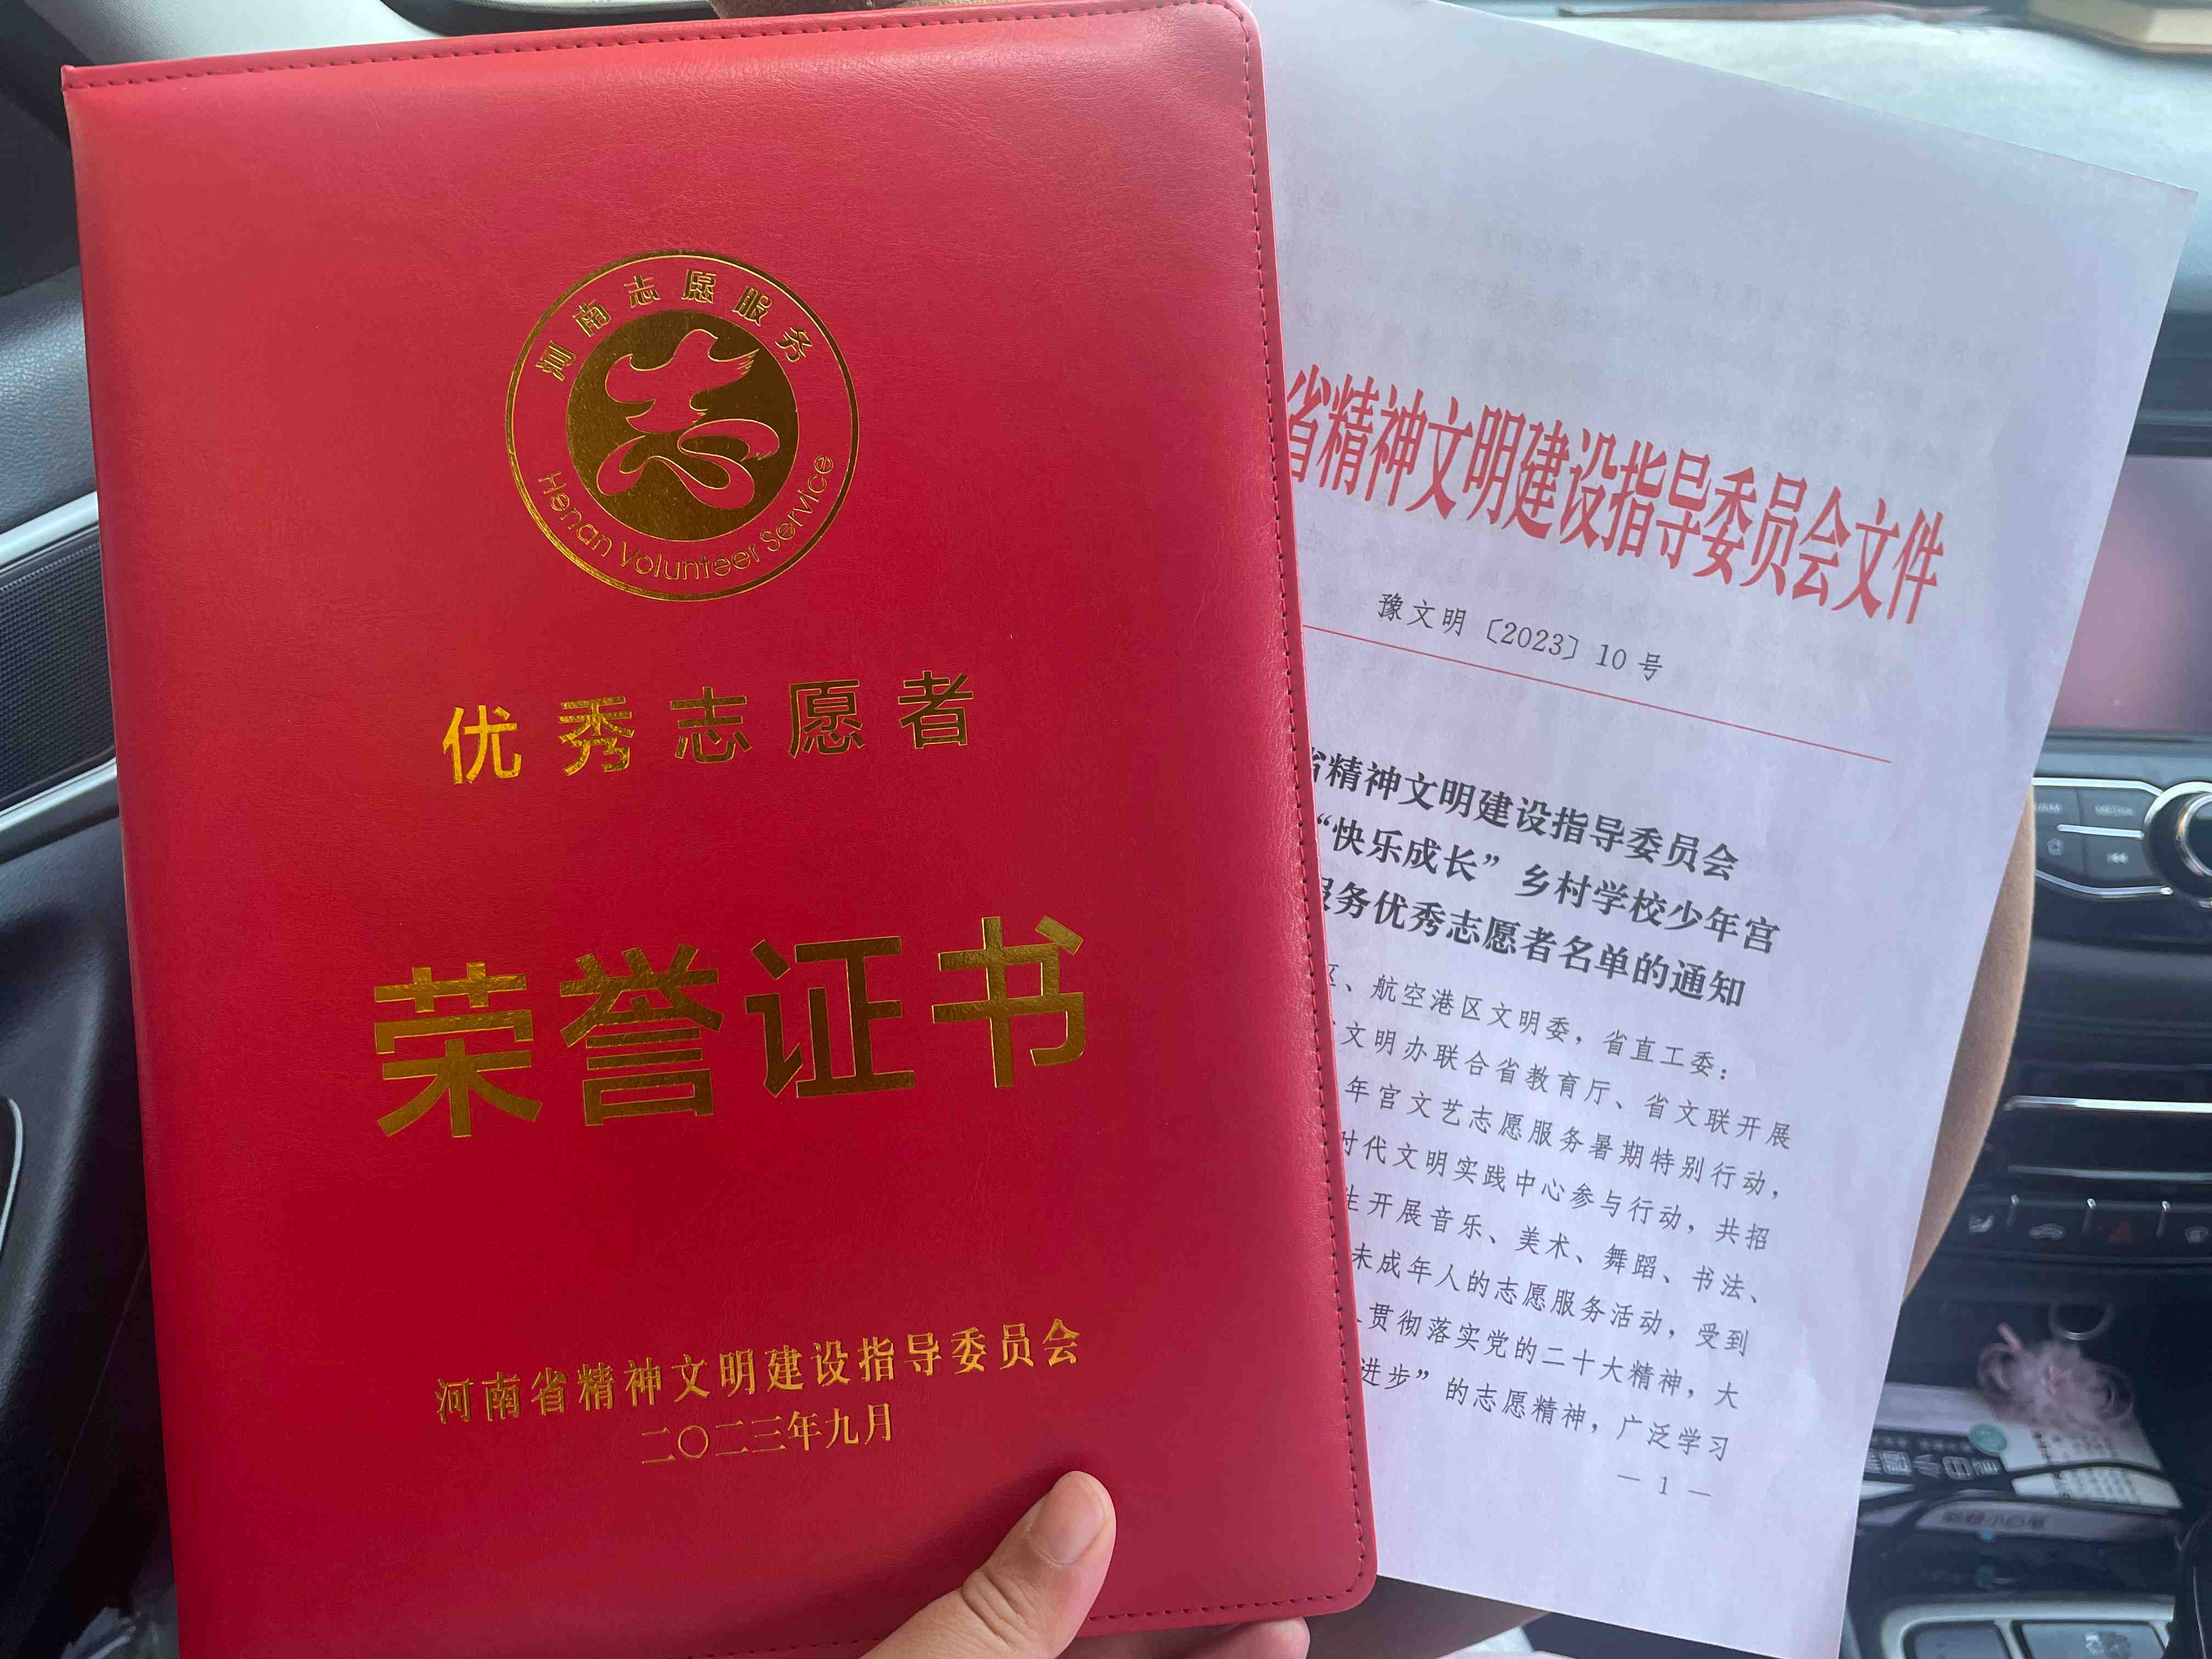 河南志愿服务
志
Henan Volunteer Service
优秀志愿者
荣誉证书
河南省精神文明建设指导委员会
二〇二三年九月
省精神文明建设指导委员会文件
豫文明〔2023〕10号
省精神文明建设指导委员会
“快乐成长”乡村学校少年宫
服务优秀志愿者名单的通知
区、航空港区文明委，省直工委：
文明办联合省教育厅、省文联开展
年宫文艺志愿服务暑期特别行动，
时代文明实践中心参与行动，共招
生开展音乐、美术、舞蹈、书法、
未成年人的志愿服务活动，受到
贯彻落实党的二十大精神，大
进步”的志愿精神，广泛学习
— 1 —
MEDIA